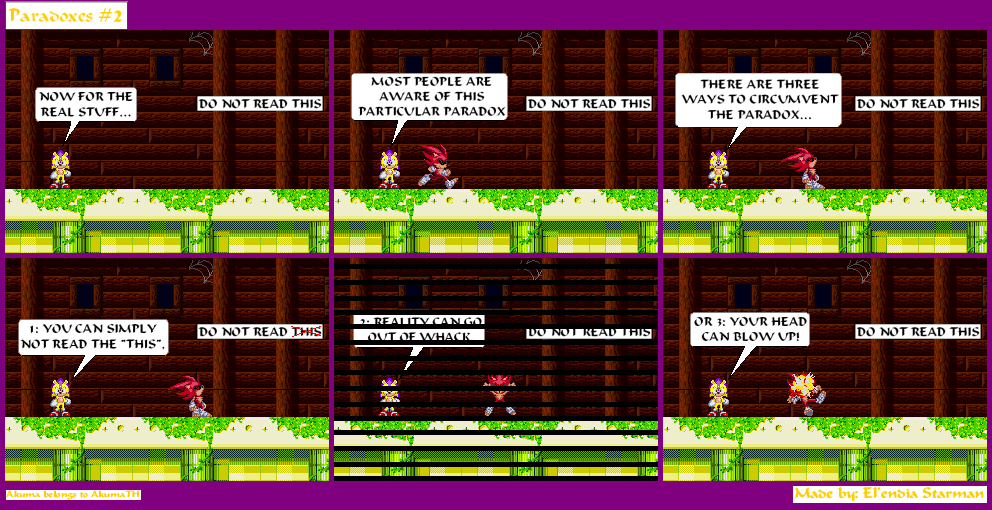 Paradoxes #2
NOW FOR THE
REAL STUFF...
DO NOT READ THIS
MOST PEOPLE ARE
AWARE OF THIS
PARTICULAR PARADOX
DO NOT READ THIS
THERE ARE THREE
WAYS TO CIRCUMVENT
THE PARADOX...
DO NOT READ THIS
1: YOU CAN SIMPLY
NOT READ THE "THIS".
DO NOT READ THIS
2: REALITY CAN GO
OUT OF WHACK
DO NOT READ THIS
OR 3: YOUR HEAD
CAN BLOW UP!
DO NOT READ THIS
Akuma belongs to AkumaTH
Made by: El'endia Starman